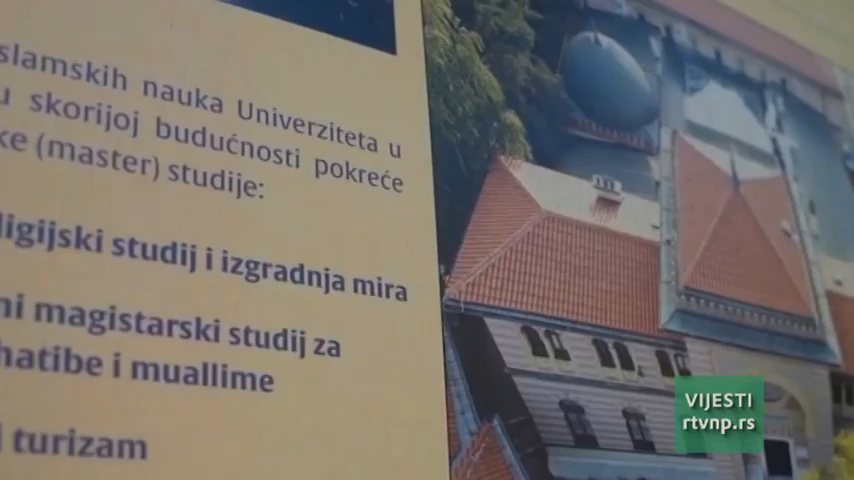 slamskih nauka Univerziteta u
u skorijoj budućnosti pokreće
ke (master) studije:
ligijski studij i izgradnja mira
ni magistarski studij za
hatibe i muallime
i turizam
VIJESTI
rtvnp.rs